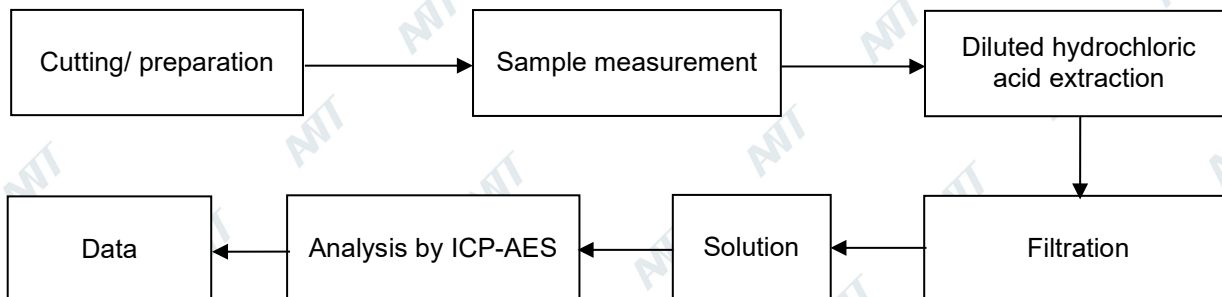 Cutting/ preparation
Sample measurement
Diluted hydrochloric
acid extraction
Filtration
Solution
Analysis by ICP-AES
Data